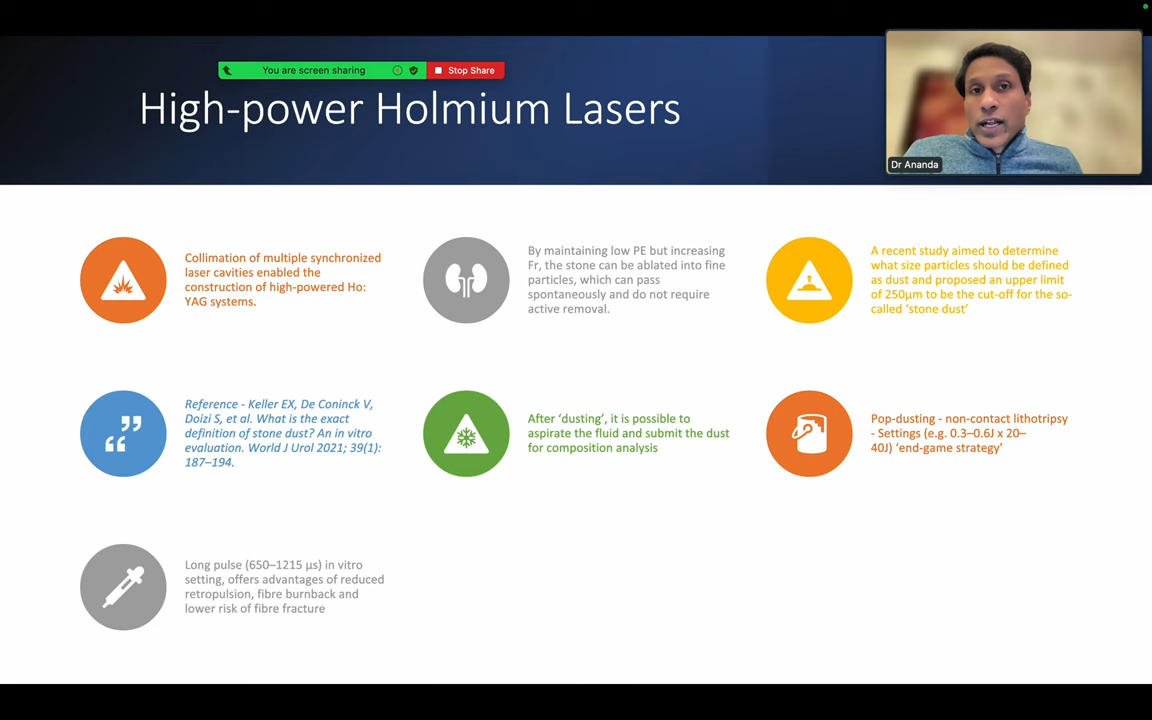 You are screen sharing
Stop Share
High-power Holmium Lasers
Dr Ananda
Collimation of multiple synchronized
laser cavities enabled the
construction of high-powered Ho:
YAG systems.
By maintaining low PE but increasing
Fr, the stone can be ablated into fine
particles, which can pass
spontaneously and do not require
active removal.
A recent study aimed to determine
what size particles should be defined
as dust and proposed an upper limit
of 250μm to be the cut-off for the so-
called ‘stone dust’
Reference - Keller EX, De Coninck V,
Doizi S, et al. What is the exact
definition of stone dust? An in vitro
evaluation. World J Urol 2021; 39(1):
187–194.
After ‘dusting’, it is possible to
aspirate the fluid and submit the dust
for composition analysis
Pop-dusting - non-contact lithotripsy
- Settings (e.g. 0.3–0.6J x 20–
40J) ‘end-game strategy’
Long pulse (650–1215 μs) in vitro
setting, offers advantages of reduced
retropulsion, fibre burnback and
lower risk of fibre fracture